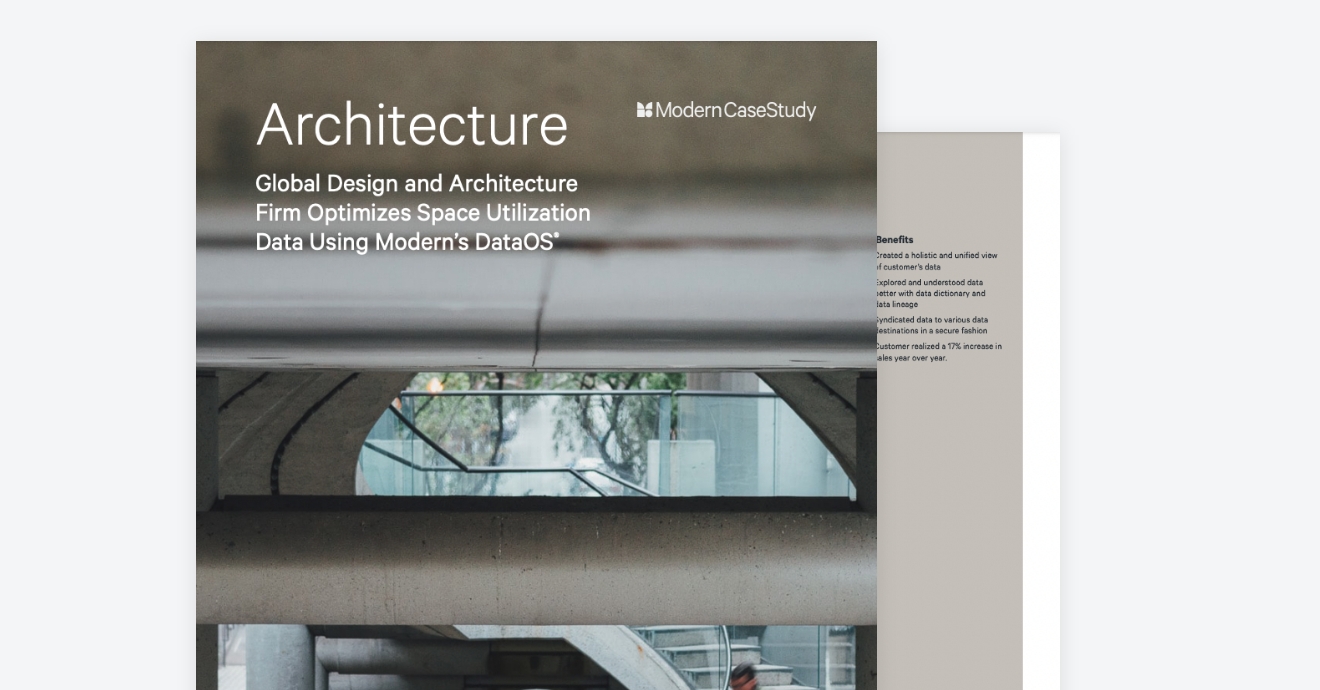 Architecture
ModernCaseStudy
Global Design and Architecture
Firm Optimizes Space Utilization
Data Using Modern's DataOS®
Benefits
Created a holistic and unified view
of customer's data
Explored and understood data
better with data dictionary and
data lineage
Syndicated data to various data
destinations in a secure fashion
Customer realized a 17% increase in
sales year over year.